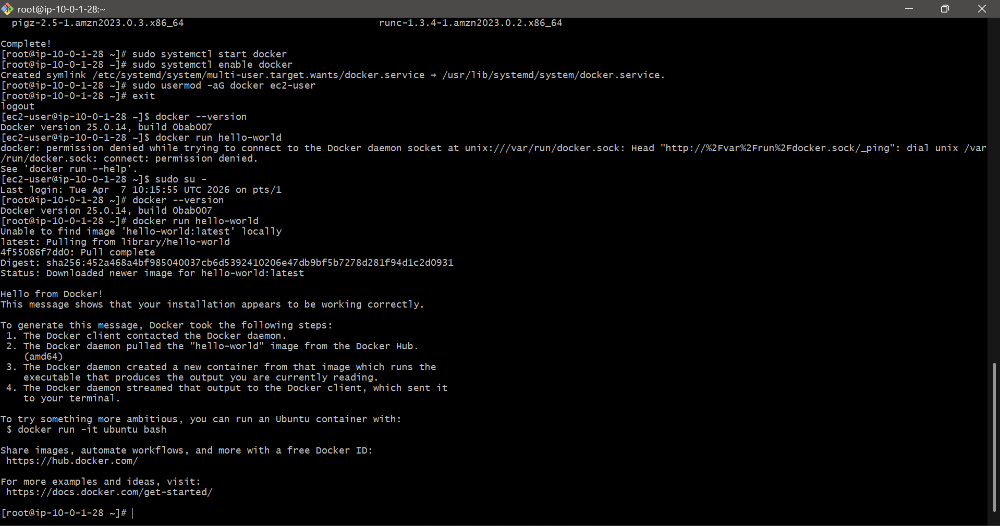 root@ip-10-0-1-28:~
  pigz-2.5-1.amzn2023.0.3.x86_64                                  runc-1.3.4-1.amzn2023.0.2.x86_64
Complete!
[root@ip-10-0-1-28 ~]# sudo systemctl start docker
[root@ip-10-0-1-28 ~]# sudo systemctl enable docker
Created symlink /etc/systemd/system/multi-user.target.wants/docker.service → /usr/lib/systemd/system/docker.service.
[root@ip-10-0-1-28 ~]# sudo usermod -aG docker ec2-user
[root@ip-10-0-1-28 ~]# exit
logout
[ec2-user@ip-10-0-1-28 ~]$ docker --version
Docker version 25.0.14, build 0bab007
[ec2-user@ip-10-0-1-28 ~]$ docker run hello-world
docker: permission denied while trying to connect to the Docker daemon socket at unix:///var/run/docker.sock: Head "http://%2Fvar%2Frun%2Fdocker.sock/_ping": dial unix /var
/run/docker.sock: connect: permission denied.
See 'docker run --help'.
[ec2-user@ip-10-0-1-28 ~]$ sudo su -
Last login: Tue Apr  7 10:15:55 UTC 2026 on pts/1
[root@ip-10-0-1-28 ~]# docker --version
Docker version 25.0.14, build 0bab007
[root@ip-10-0-1-28 ~]# docker run hello-world
Unable to find image 'hello-world:latest' locally
latest: Pulling from library/hello-world
4f55086f7dd0: Pull complete
Digest: sha256:452a468a4bf985040037cb6d5392410206e47db9bf5b7278d281f94d1c2d0931
Status: Downloaded newer image for hello-world:latest
Hello from Docker!
This message shows that your installation appears to be working correctly.
To generate this message, Docker took the following steps:
 1. The Docker client contacted the Docker daemon.
 2. The Docker daemon pulled the "hello-world" image from the Docker Hub.
    (amd64)
 3. The Docker daemon created a new container from that image which runs the
    executable that produces the output you are currently reading.
 4. The Docker daemon streamed that output to the Docker client, which sent it
    to your terminal.
To try something more ambitious, you can run an Ubuntu container with:
 $ docker run -it ubuntu bash
Share images, automate workflows, and more with a free Docker ID:
 https://hub.docker.com/
For more examples and ideas, visit:
 https://docs.docker.com/get-started/
[root@ip-10-0-1-28 ~]#